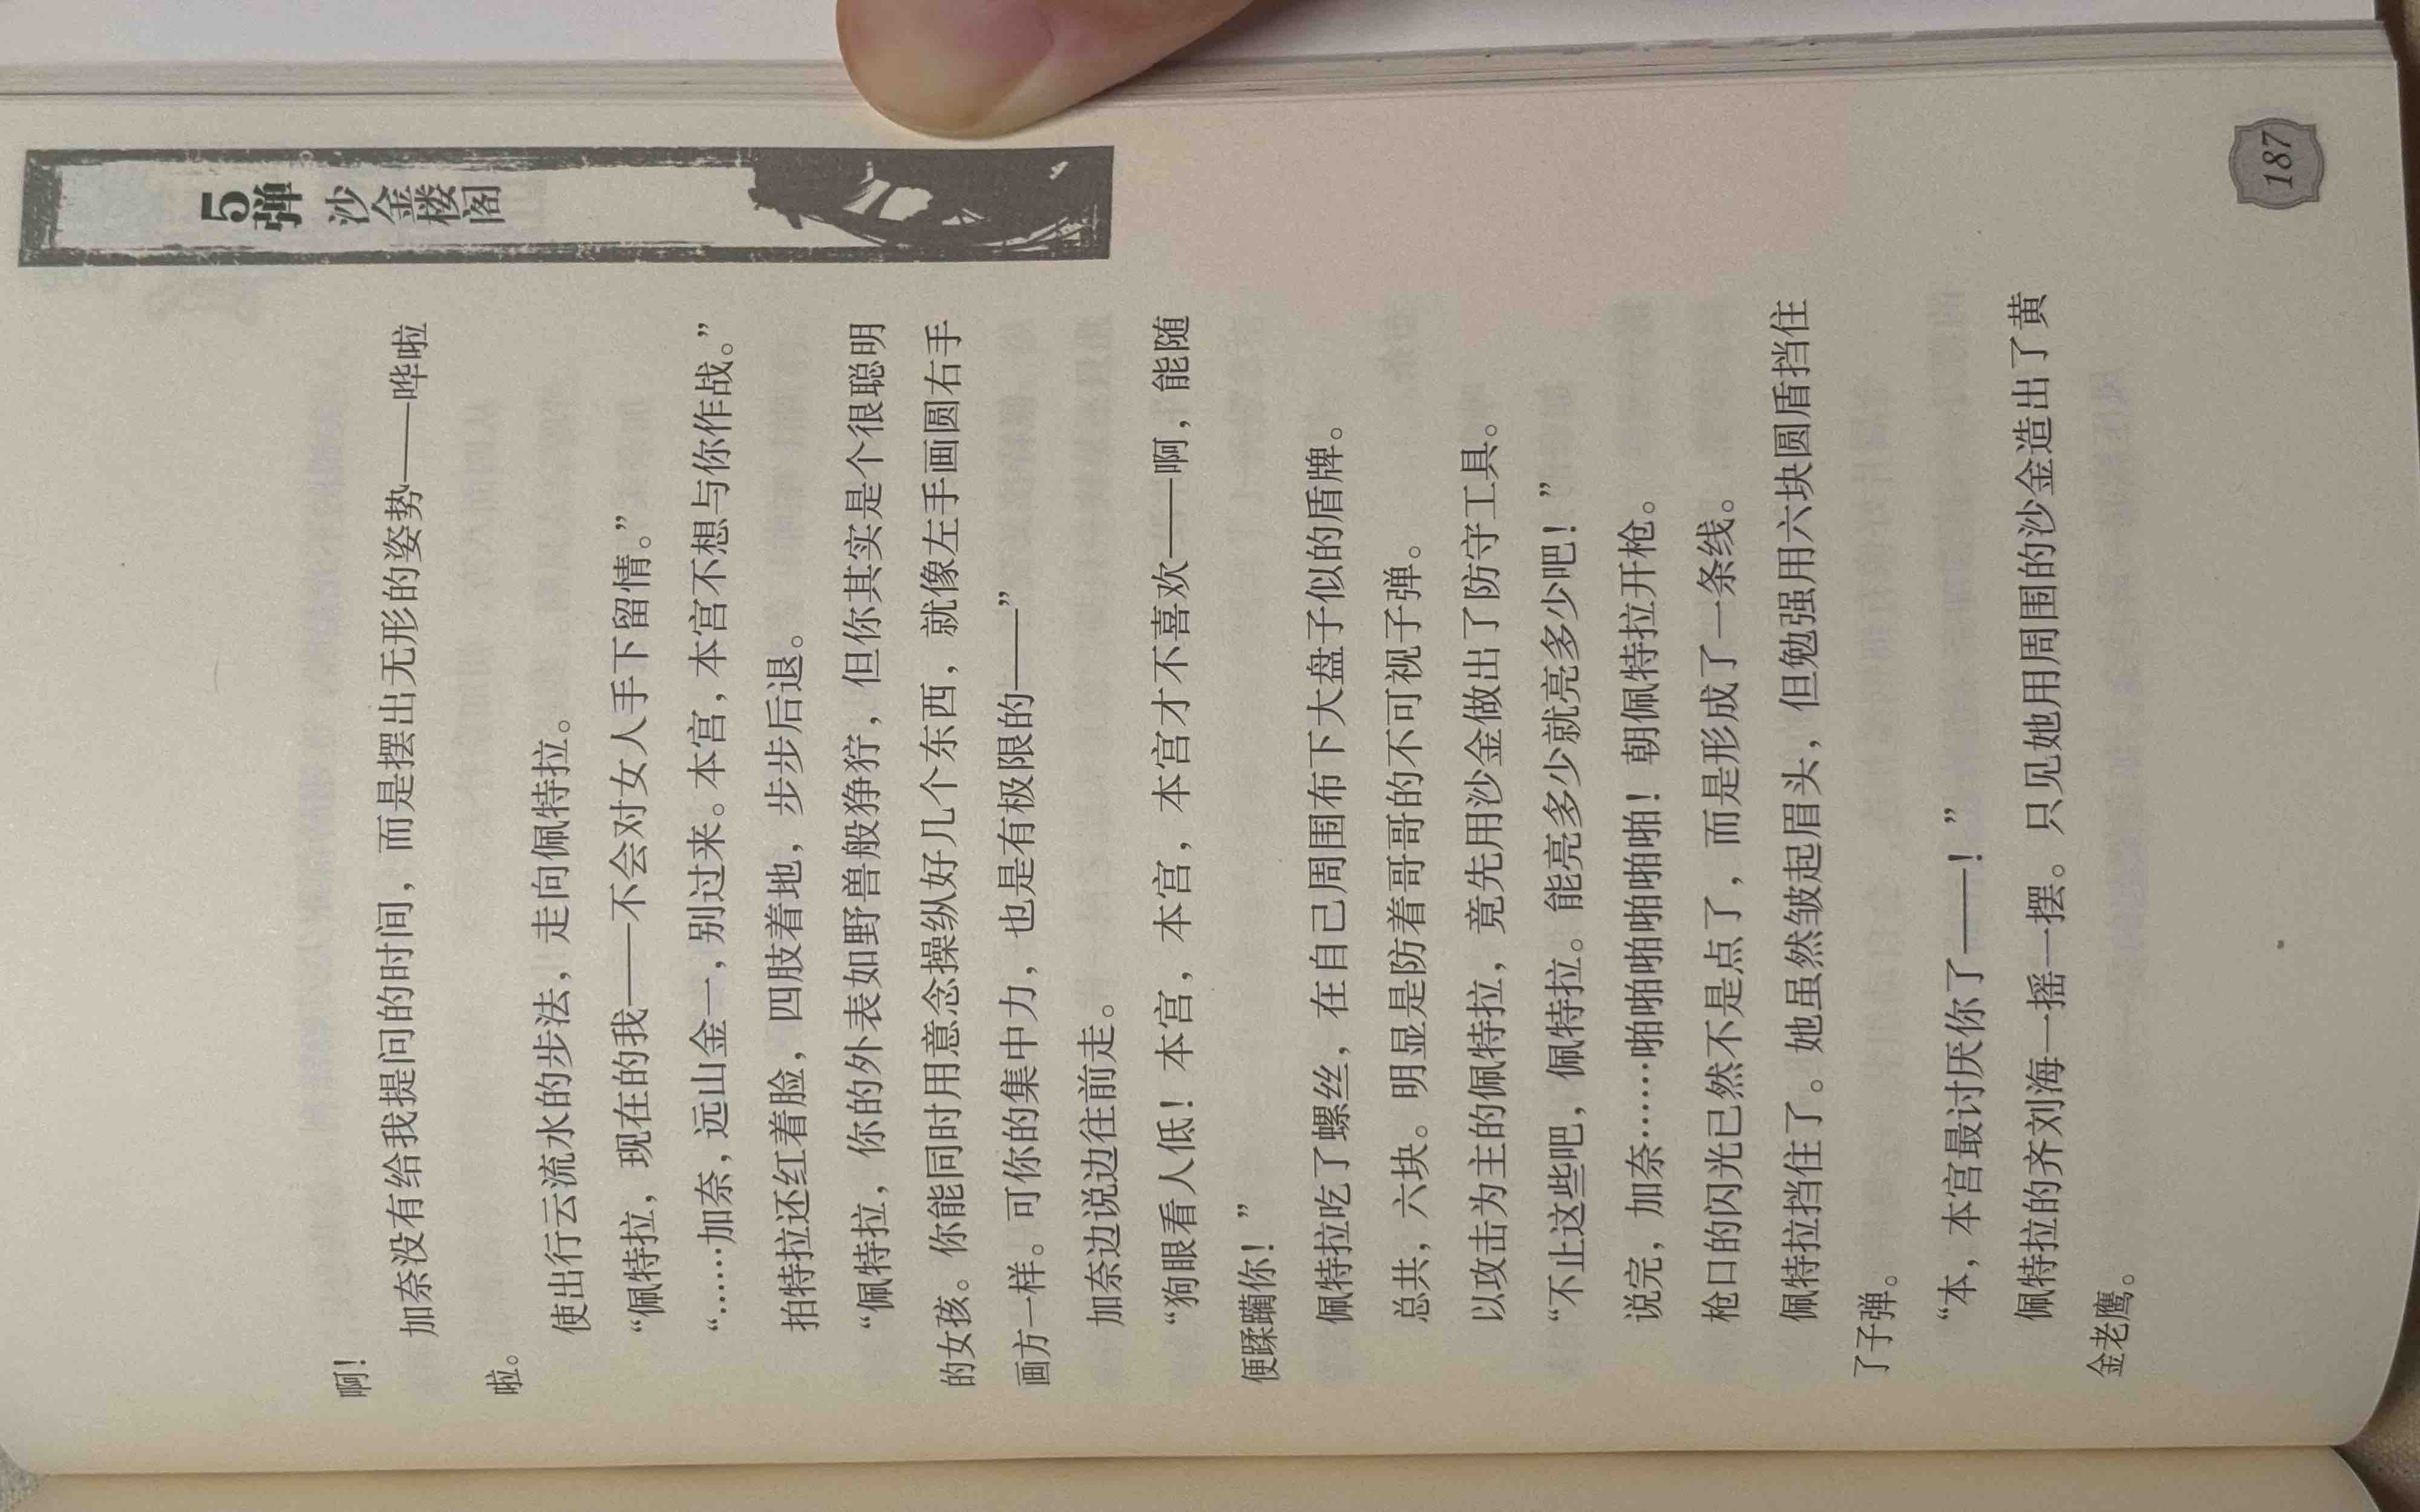 5弹 沙金楼阁
啊！
加奈没有给我提问的时间，而是摆出无形的姿势——哗啦
啦。
使出行云流水的步法，走向佩特拉。
“佩特拉，现在的我——不会对女人手下留情。”
“……加奈，远山金一，别过来。本宫，本宫不想与你作战。”
拍特拉还红着脸，四肢着地，步步后退。
“佩特拉，你的外表如野兽般狰狞，但你其实是个很聪明
的女孩。你能同时用意念操纵好几个东西，就像左手画圆右手
画方一样。可你的集中力，也是有极限的——”
加奈边说边往前走。
“狗眼看人低！本宫，本宫，本宫才不喜欢——啊，能随
便蹂躏你！”
佩特拉吃了螺丝，在自己周围布下大盘子似的盾牌。
总共，六块。明显是防着哥哥的不可视子弹。
以攻击为主的佩特拉，竟先用沙金做出了防守工具。
“不止这些吧，佩特拉。能亮多少就亮多少吧！”
说完，加奈……啪啪啪啪啪啪！朝佩特拉开枪。
枪口的闪光已然不是点了，而是形成了一条线。
佩特拉挡住了。她虽然皱起眉头，但勉强用六块圆盾挡住
了子弹。
“本，本宫最讨厌你了——！”
佩特拉的齐刘海一摇一摆。只见她用周围的沙金造出了黄
金老鹰。
187